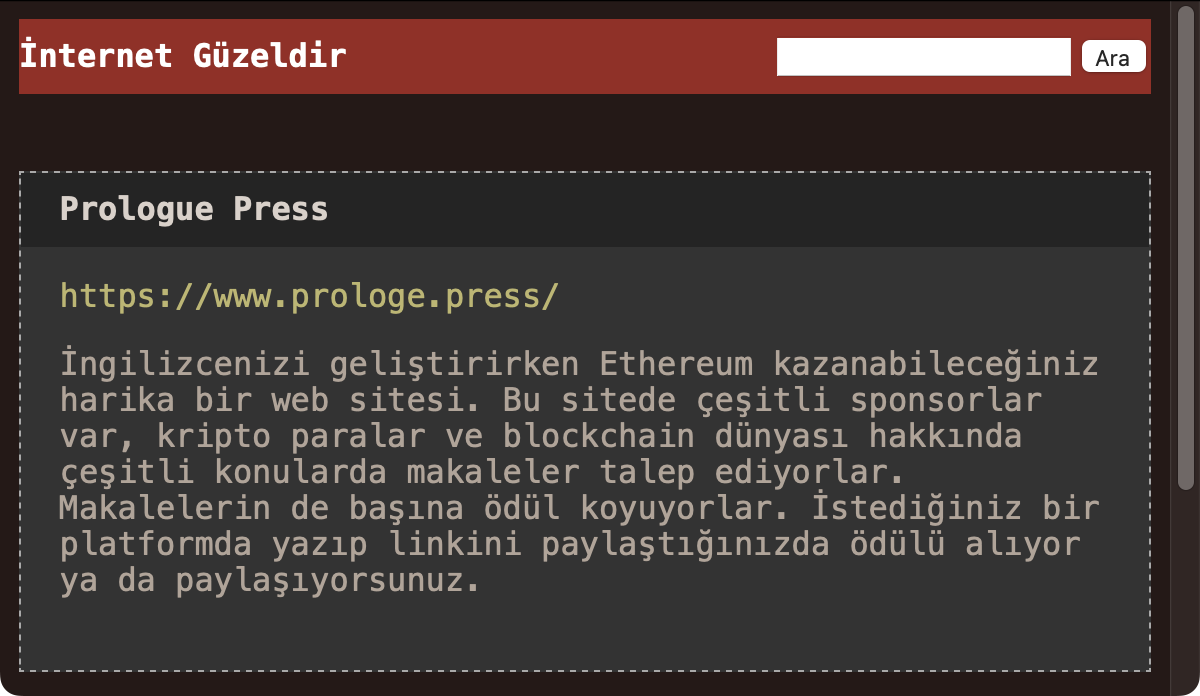 İnternet Güzeldir
Ara
Prologue Press
https://www.prologe.press/
İngilizcenizi geliştirirken Ethereum kazanabileceğiniz
harika bir web sitesi. Bu sitede çeşitli sponsorlar
var, kripto paralar ve blockchain dünyası hakkında
çeşitli konularda makaleler talep ediyorlar.
Makalelerin de başına ödül koyuyorlar. İstediğiniz bir
platformda yazıp linkini paylaştığınızda ödülü alıyor
ya da paylaşıyorsunuz.